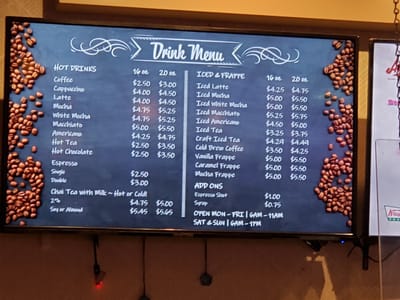 Drink Menu
HOT DRINKS 16 oz. 20 oz.
Coffee $2.50 $3.00
Cappuccino $4.00 $4.50
Latte $4.00 $4.50
Mocha $4.75 $5.25
White Mocha $4.75 $5.25
Macchiato $5.00 $5.50
Americano $4.25 $4.75
Hot Tea $2.50 $3.00
Hot Chocolate $2.50 $3.50
Espresso
Single $2.50
Double $3.00
Chai Tea with Milk ~ Hot or Cold!
2% $4.75 $5.00
Soy or Almond $5.45 $5.65
ICED & FRAPPE 16 oz. 20 oz.
Iced Latte $4.25 $4.75
Iced Mocha $5.00 $5.50
Iced White Mocha $5.00 $5.50
Iced Macchiato $5.25 $5.75
Iced Americano $4.50 $5.00
Iced Tea $3.25 $3.75
Craft Iced Tea $4.24 $4.44
Cold Brew Coffee $3.50 $4.25
Vanilla Frappe $5.00 $5.50
Caramel Frappe $5.00 $5.50
Mocha Frappe $5.00 $5.50
ADD ONS
Espresso Shot $1.00
Syrup $0.75
OPEN MON - FRI | 6AM - 11AM
SAT & SUN | 6AM - 1PM